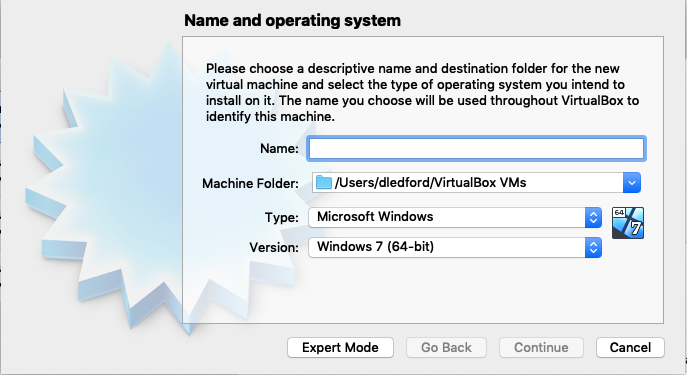 Name and operating system
Please choose a descriptive name and destination folder for the new
virtual machine and select the type of operating system you intend to
install on it. The name you choose will be used throughout VirtualBox to
identify this machine.
Name:
Machine Folder: /Users/dledford/VirtualBox VMs
Type: Microsoft Windows 64 7
Version: Windows 7 (64-bit)
Expert Mode Go Back Continue Cancel